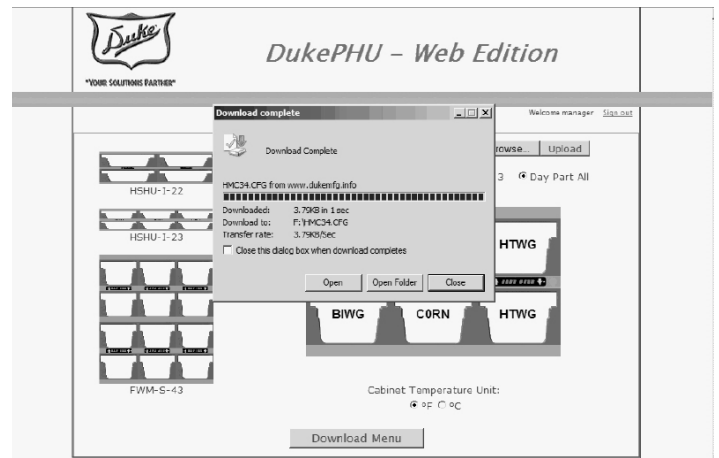 Duke
"YOUR SOLUTIONS PARTNER"
DukePHU – Web Edition
Welcome manager Sign out
Download complete
Download Complete
HMC34.CFG from www.dukemfg.info
Downloaded: 3.79KB in 1 sec
Download to: F:\HMC34.CFG
Transfer rate: 3.79KB/Sec
Close this dialog box when download completes
Open Open Folder Close
rowse... Upload
3 Day Part All
HSHU-1-22
HSHU-1-23
FWM-S-43
HTWG
BIWG CORN HTWG
Cabinet Temperature Unit:
°F °C
Download Menu